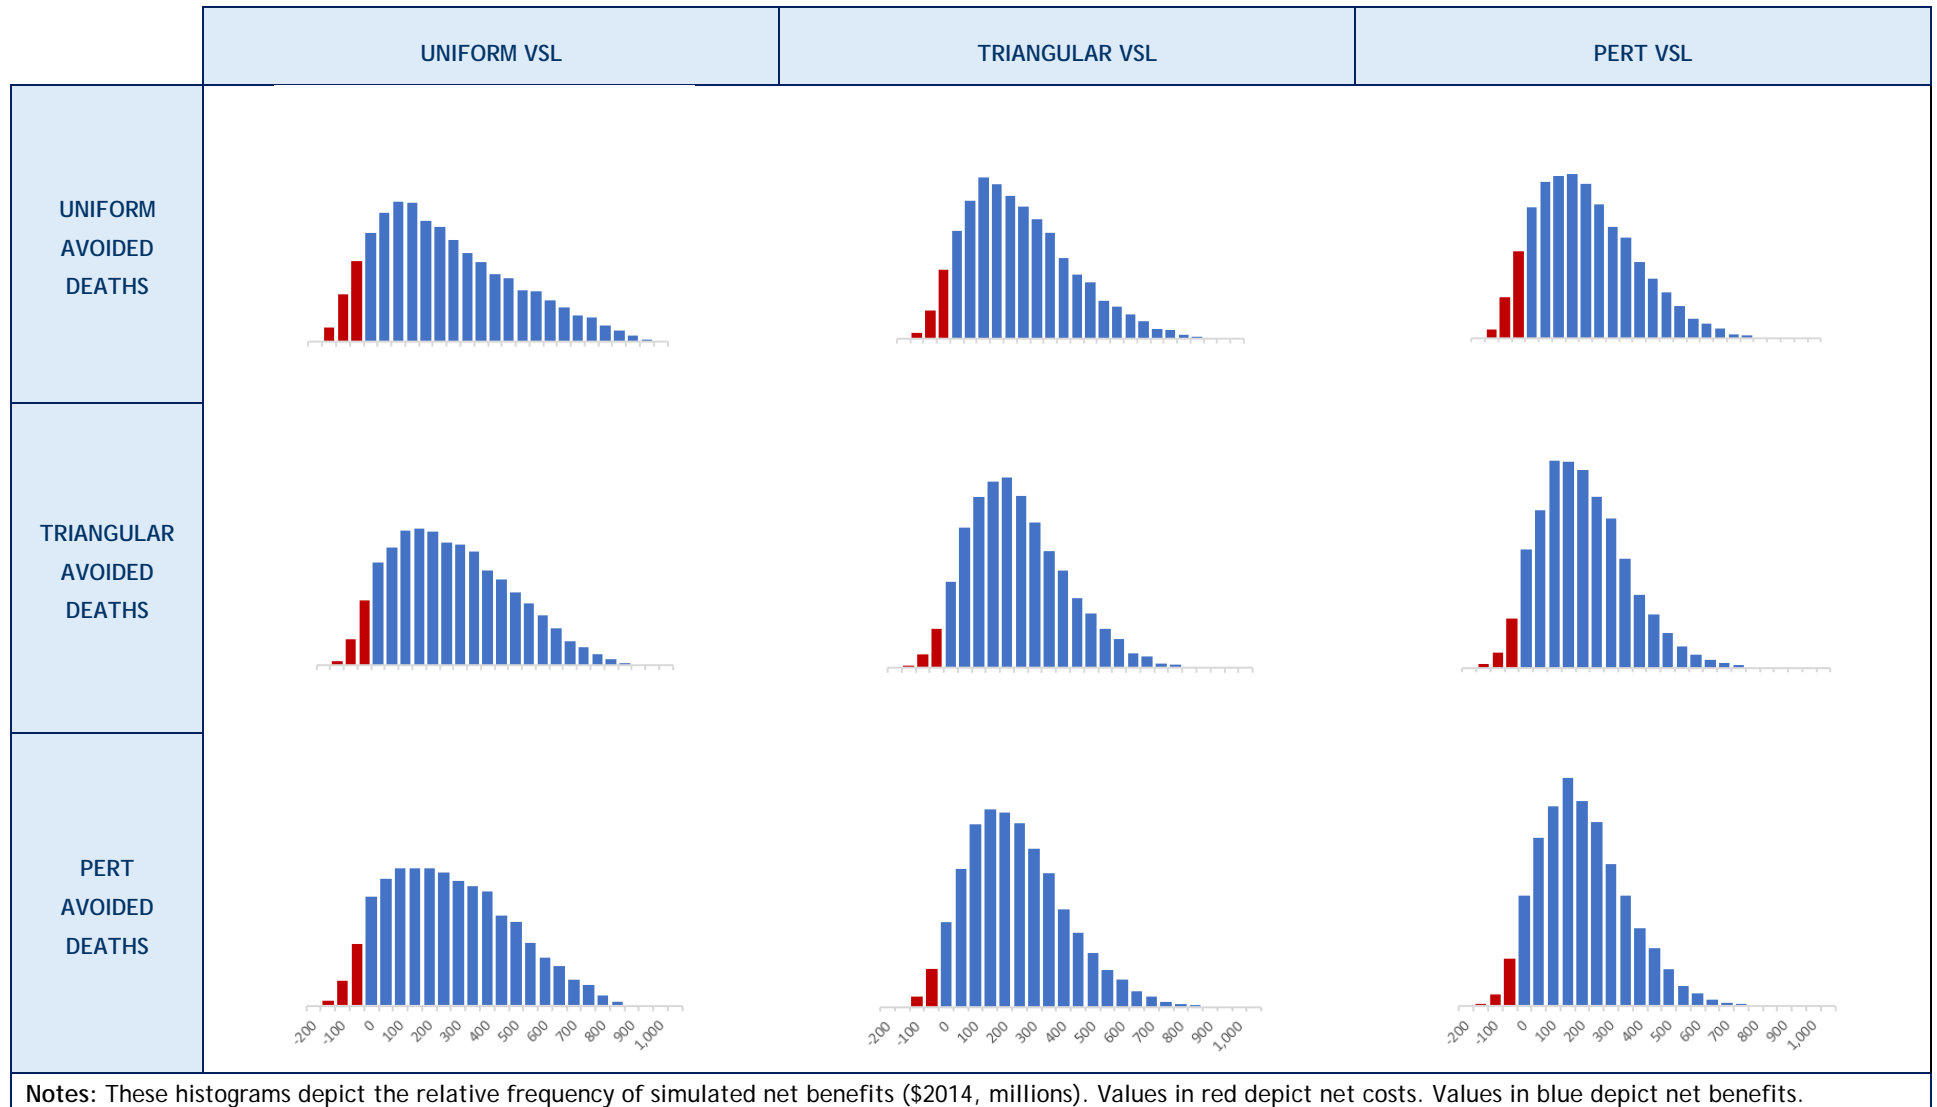 UNIFORM VSL
TRIANGULAR VSL
PERT VSL
UNIFORM
AVOIDED
DEATHS
TRIANGULAR
AVOIDED
DEATHS
PERT
AVOIDED
DEATHS
-200 -100 0 100 200 300 400 500 600 700 800 900 1,000
-200 -100 0 100 200 300 400 500 600 700 800 900 1,000
-200 -100 0 100 200 300 400 500 600 700 800 900 1,000
Notes: These histograms depict the relative frequency of simulated net benefits ($2014, millions). Values in red depict net costs. Values in blue depict net benefits.